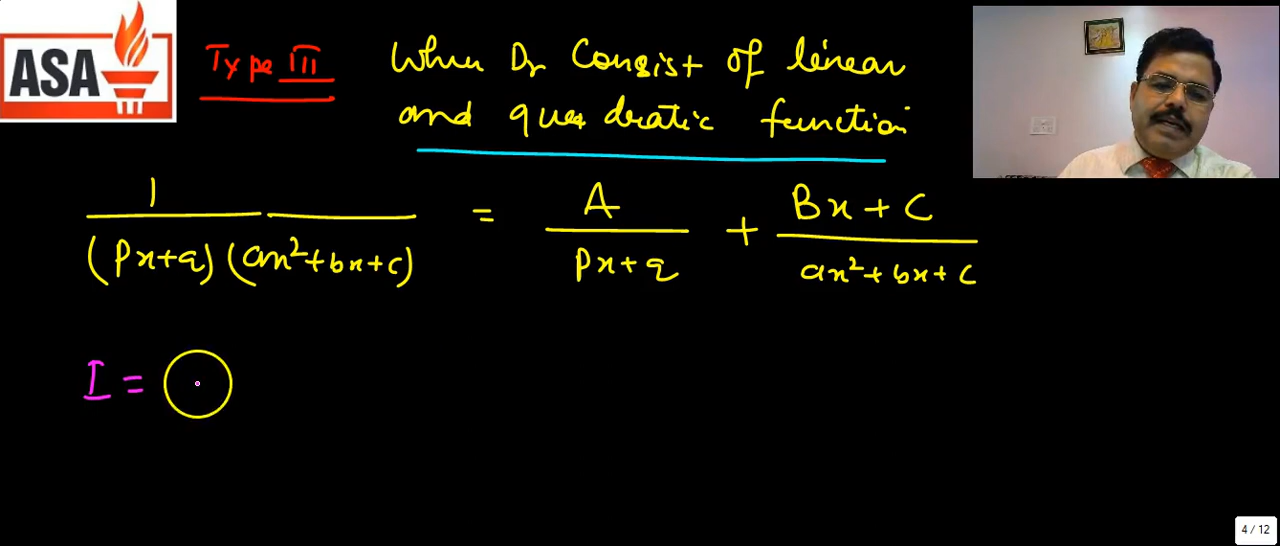 ASA
Type III
When Dr Consist of linear
and quadratic function
1 / (Px+q) (ax²+bx+c) = A / Px+q + Bx+C / ax²+bx+c
I =
4 / 12